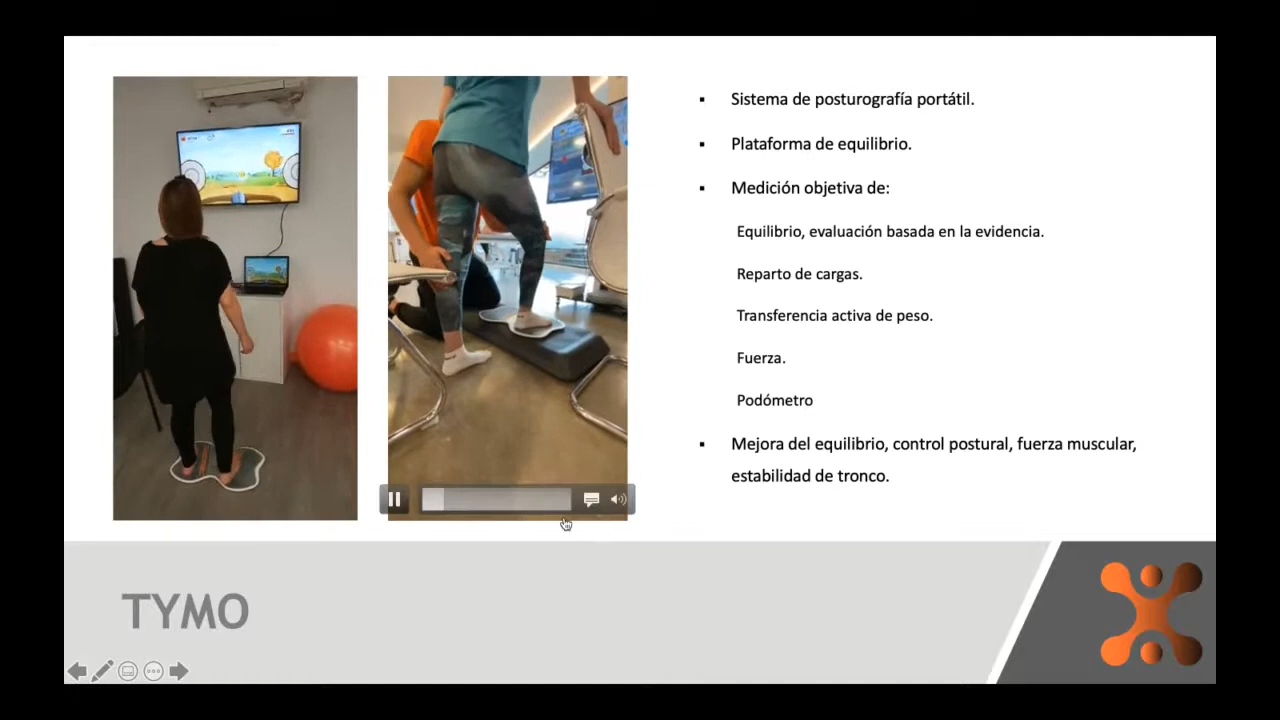 Sistema de posturografía portátil.
Plataforma de equilibrio.
Medición objetiva de:
Equilibrio, evaluación basada en la evidencia.
Reparto de cargas.
Transferencia activa de peso.
Fuerza.
Podómetro
Mejora del equilibrio, control postural, fuerza muscular,
estabilidad de tronco.
TYMO